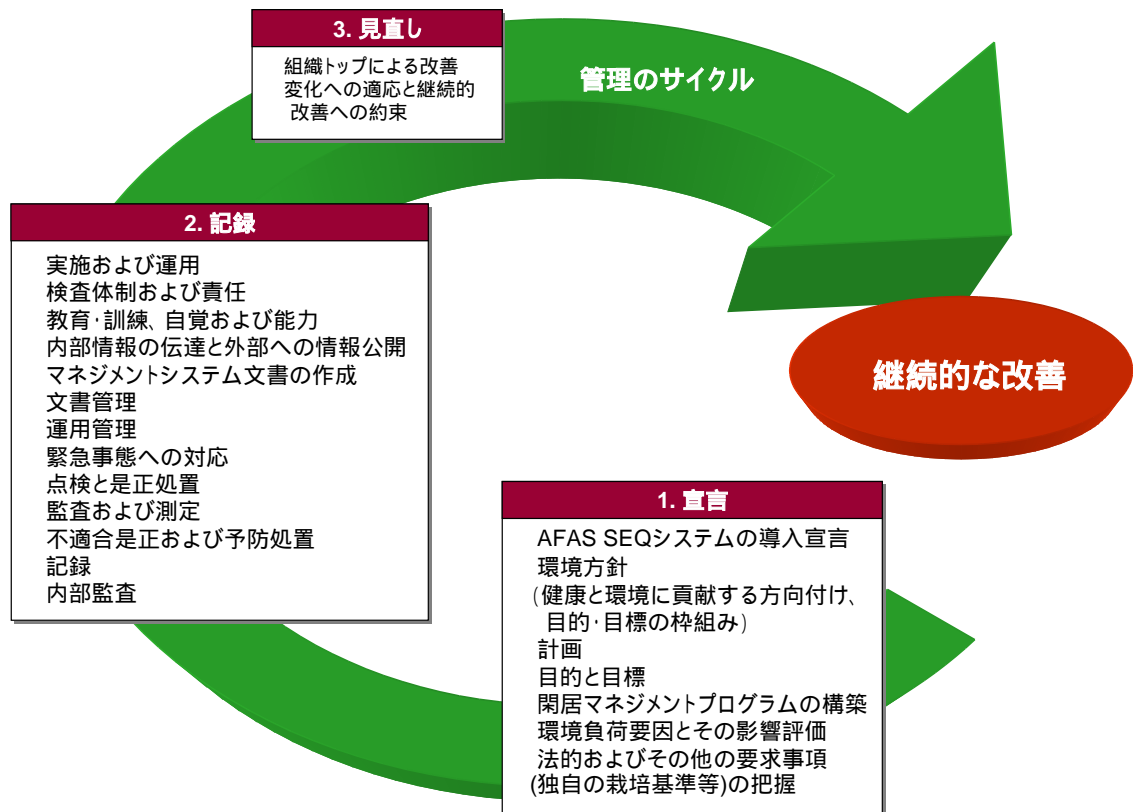 3. 見直し
組織トップによる改善
変化への適応と継続的
改善への約束
管理のサイクル
2. 記録
実施および運用
検査体制および責任
教育・訓練、自覚および能力
内部情報の伝達と外部への情報公開
マネジメントシステム文書の作成
文書管理
運用管理
緊急事態への対応
点検と是正処置
監査および測定
不適合是正および予防処置
記録
内部監査
継続的な改善
1. 宣言
AFAS SEQシステムの導入宣言
環境方針
(健康と環境に貢献する方向付け、
目的・目標の枠組み)
計画
目的と目標
閑居マネジメントプログラムの構築
環境負荷要因とその影響評価
法的およびその他の要求事項
(独自の栽培基準等)の把握